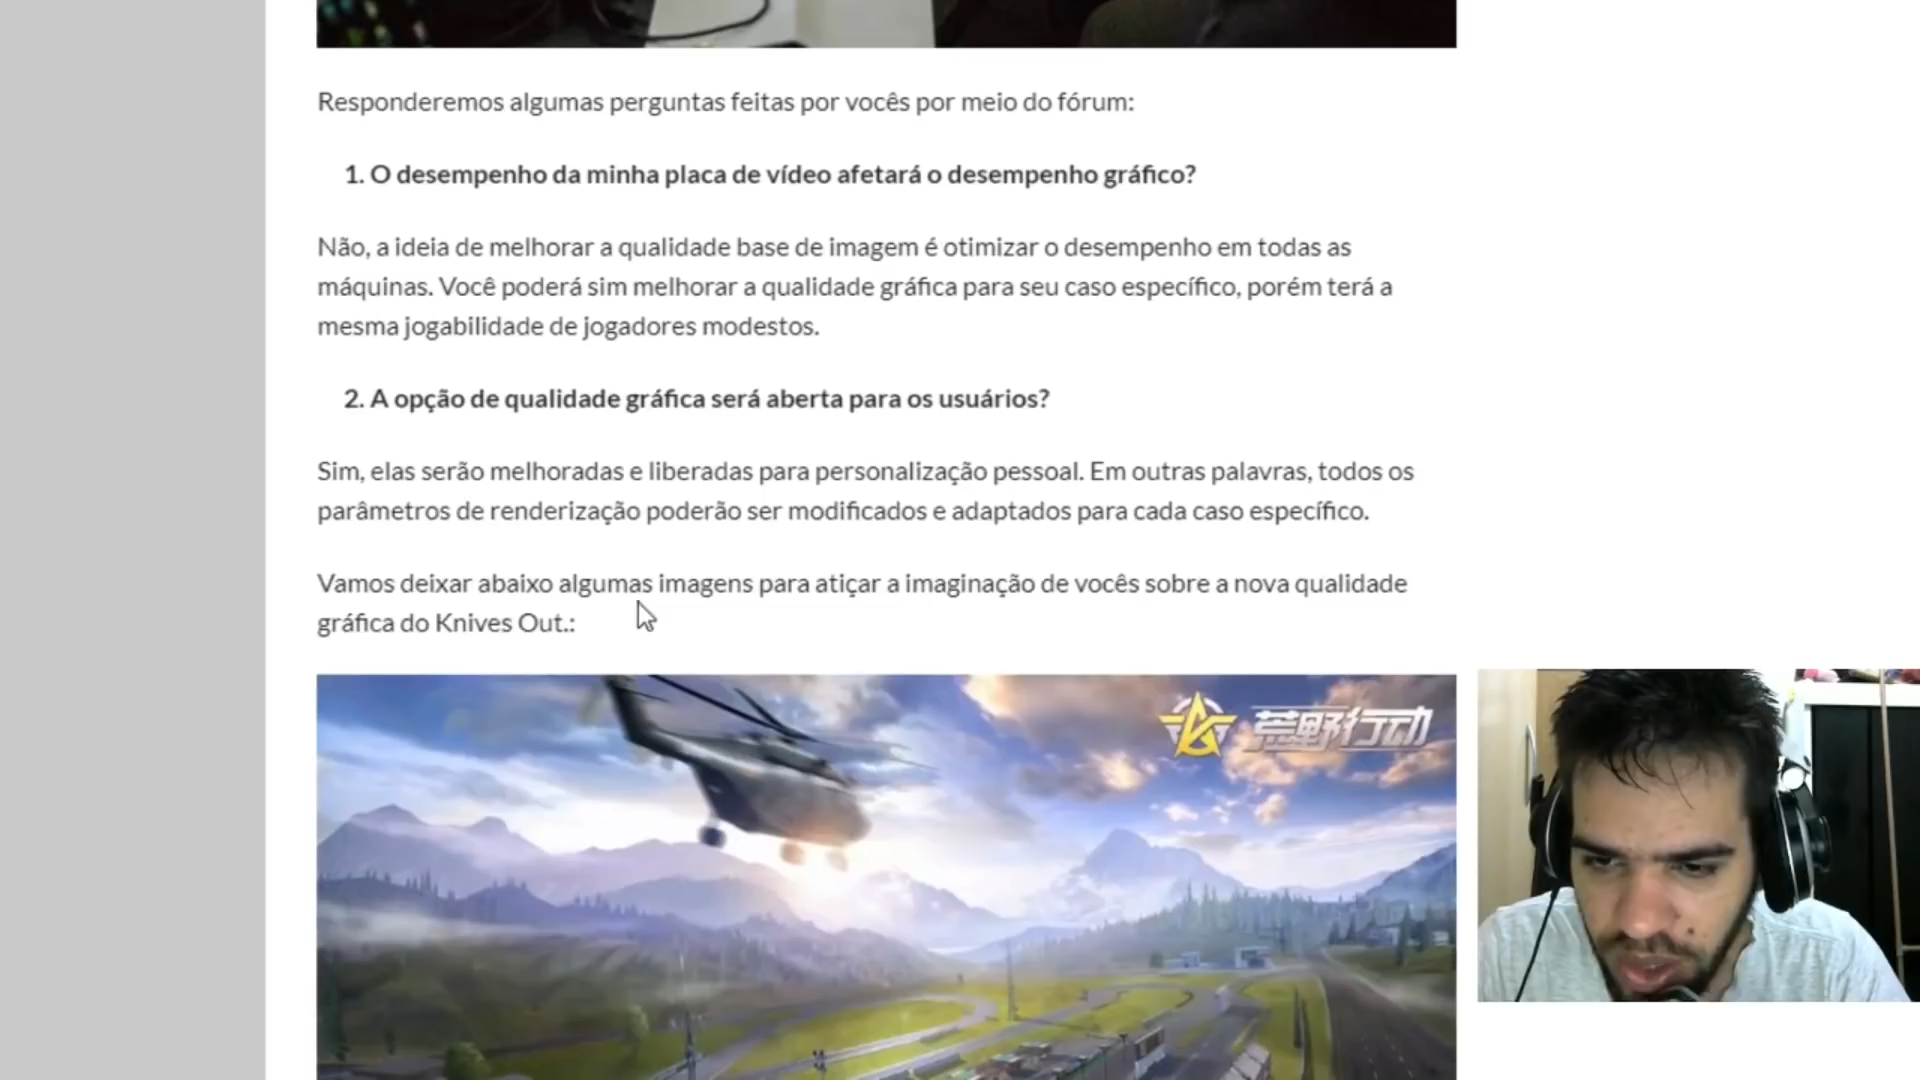 Responderemos algumas perguntas feitas por vocês por meio do fórum:
1. O desempenho da minha placa de vídeo afetará o desempenho gráfico?
Não, a ideia de melhorar a qualidade base de imagem é otimizar o desempenho em todas as
máquinas. Você poderá sim melhorar a qualidade gráfica para seu caso específico, porém terá a
mesma jogabilidade de jogadores modestos.
2. A opção de qualidade gráfica será aberta para os usuários?
Sim, elas serão melhoradas e liberadas para personalização pessoal. Em outras palavras, todos os
parâmetros de renderização poderão ser modificados e adaptados para cada caso específico.
Vamos deixar abaixo algumas imagens para atiçar a imaginação de vocês sobre a nova qualidade
gráfica do Knives Out.:
荒野行动